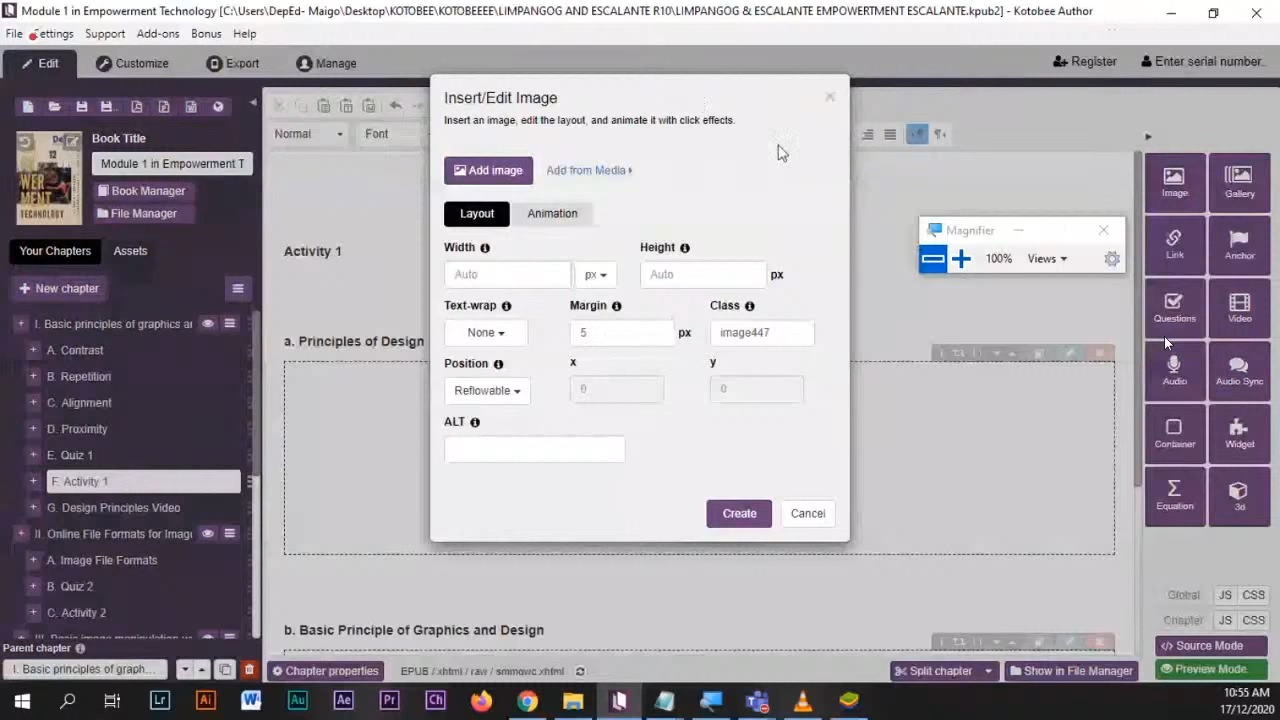 Module 1 in Empowerment Technology [C:\Users\DepEd- Maigo\Desktop\KOTOBEE\KOTOBEEEE\LIMPANGOG AND ESCALANTE R10\LIMPANGOG & ESCALANTE EMPOWERTMENT ESCALANTE.kpub2] - Kotobee Author
File Settings Support Add-ons Bonus Help
Edit Customize Export Manage Register Enter serial number..
Insert/Edit Image
Insert an image, edit the layout, and animate it with click effects.
Book Title
Module 1 in Empowerment T
Book Manager
File Manager
Normal Font
Add image Add from Media
Layout Animation
Your Chapters Assets
New chapter
Width Height
Auto px Auto px
Text-wrap Margin Class
None 5 px image447
Position x y
Reflowable 0 0
ALT
Create Cancel
I. Basic principles of graphics ar
A. Contrast
B. Repetition
C. Alignment
D. Proximity
E. Quiz 1
F. Activity 1
G. Design Principles Video
II. Online File Formats for Image
A. Image File Formats
B. Quiz 2
C. Activity 2
Parent chapter
I. Basic principles of graph...
Activity 1
a. Principles of Design
b. Basic Principle of Graphics and Design
Magnifier
100% Views
Image Gallery
Link Anchor
Questions Video
Audio Audio Sync
Container Widget
Equation 3d
Global JS CSS
Chapter JS CSS
Source Mode
Preview Mode
Chapter properties EPUB / xhtml / raw / smmowc.xhtml Split chapter Show in File Manager
Lr Ai W Au Ae Pr Ch
10:55 AM
17/12/2020